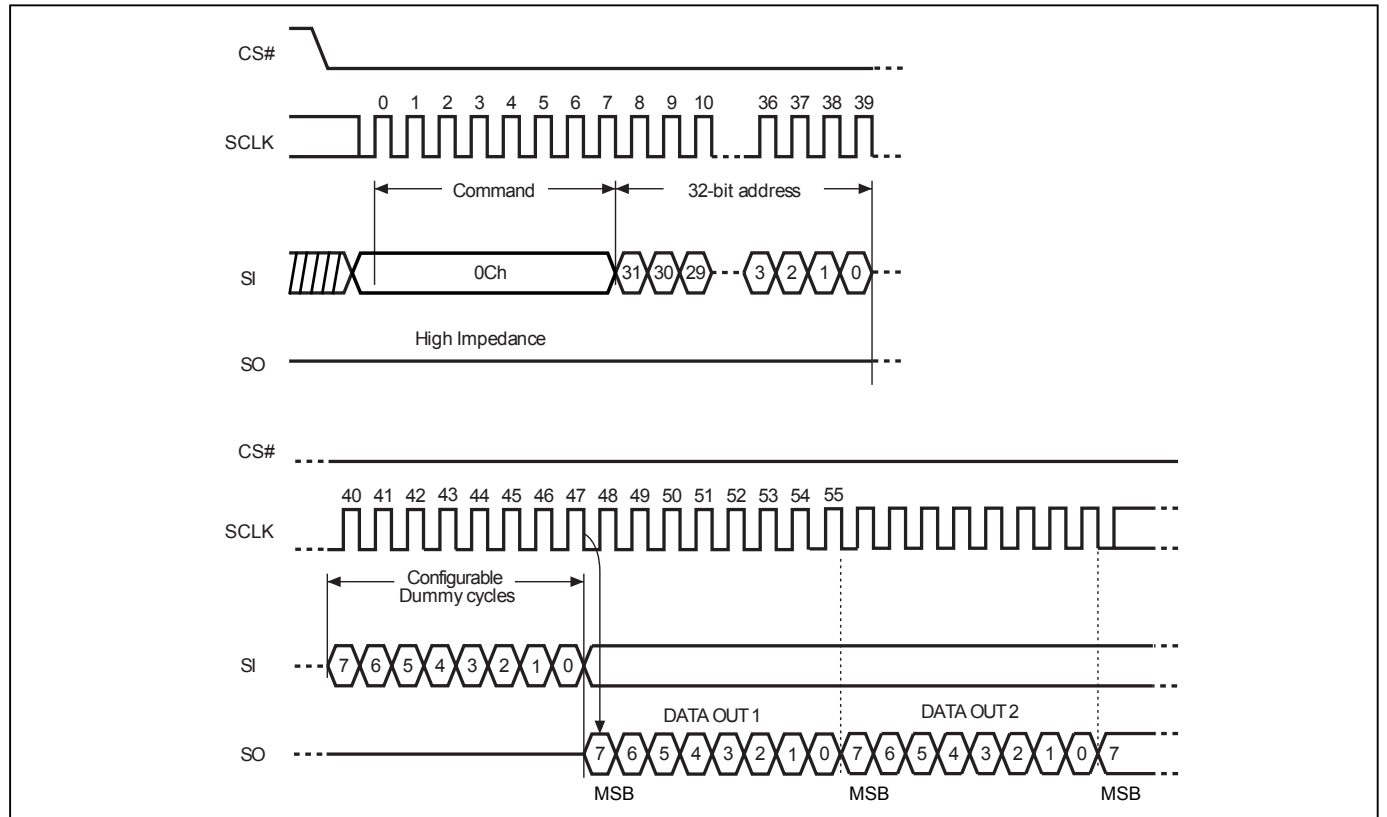 CS#
0 1 2 3 4 5 6 7 8 9 10 36 37 38 39
SCLK
Command 32-bit address
SI 0Ch 31 30 29 3 2 1 0
High Impedance
SO
CS#
40 41 42 43 44 45 46 47 48 49 50 51 52 53 54 55
SCLK
Configurable
Dummy cycles
SI 7 6 5 4 3 2 1 0
DATA OUT 1 DATA OUT 2
SO 7 6 5 4 3 2 1 0 7 6 5 4 3 2 1 0 7
MSB MSB MSB